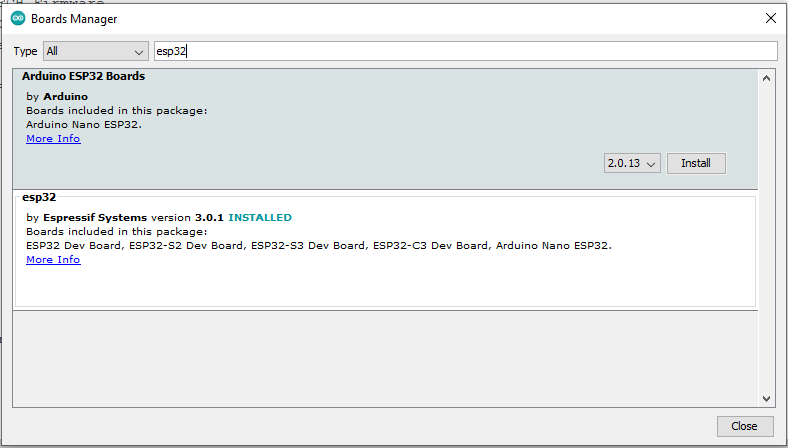 Boards Manager
Type All esp32
Arduino ESP32 Boards
by Arduino
Boards included in this package:
Arduino Nano ESP32.
More Info
2.0.13 Install
esp32
by Espressif Systems version 3.0.1 INSTALLED
Boards included in this package:
ESP32 Dev Board, ESP32-S2 Dev Board, ESP32-S3 Dev Board, ESP32-C3 Dev Board, Arduino Nano ESP32.
More Info
Close